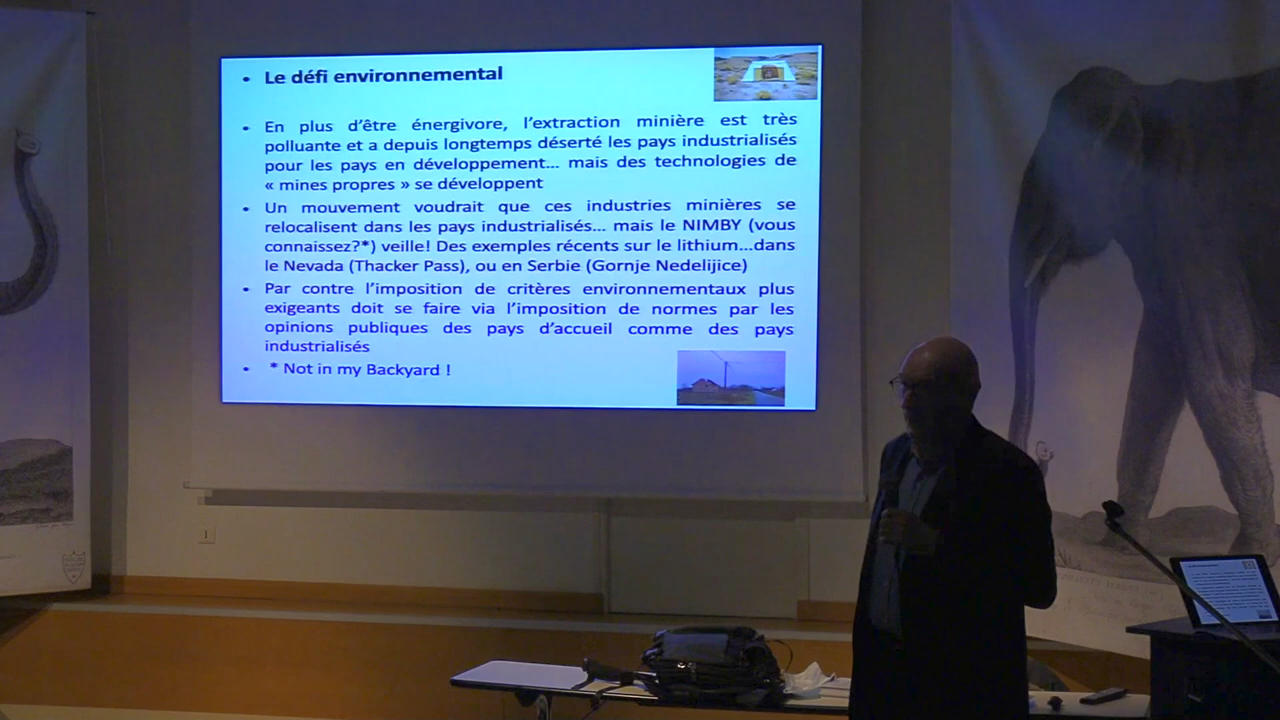 • Le défi environnemental
• En plus d'être énergivore, l'extraction minière est très
polluante et a depuis longtemps déserté les pays industrialisés
pour les pays en développement... mais des technologies de
« mines propres » se développent
• Un mouvement voudrait que ces industries minières se
relocalisent dans les pays industrialisés... mais le NIMBY (vous
connaissez?*) veille! Des exemples récents sur le lithium...dans
le Nevada (Thacker Pass), ou en Serbie (Gornje Nedelijice)
• Par contre l'imposition de critères environnementaux plus
exigeants doit se faire via l'imposition de normes par les
opinions publiques des pays d'accueil comme des pays
industrialisés
• * Not in my Backyard !